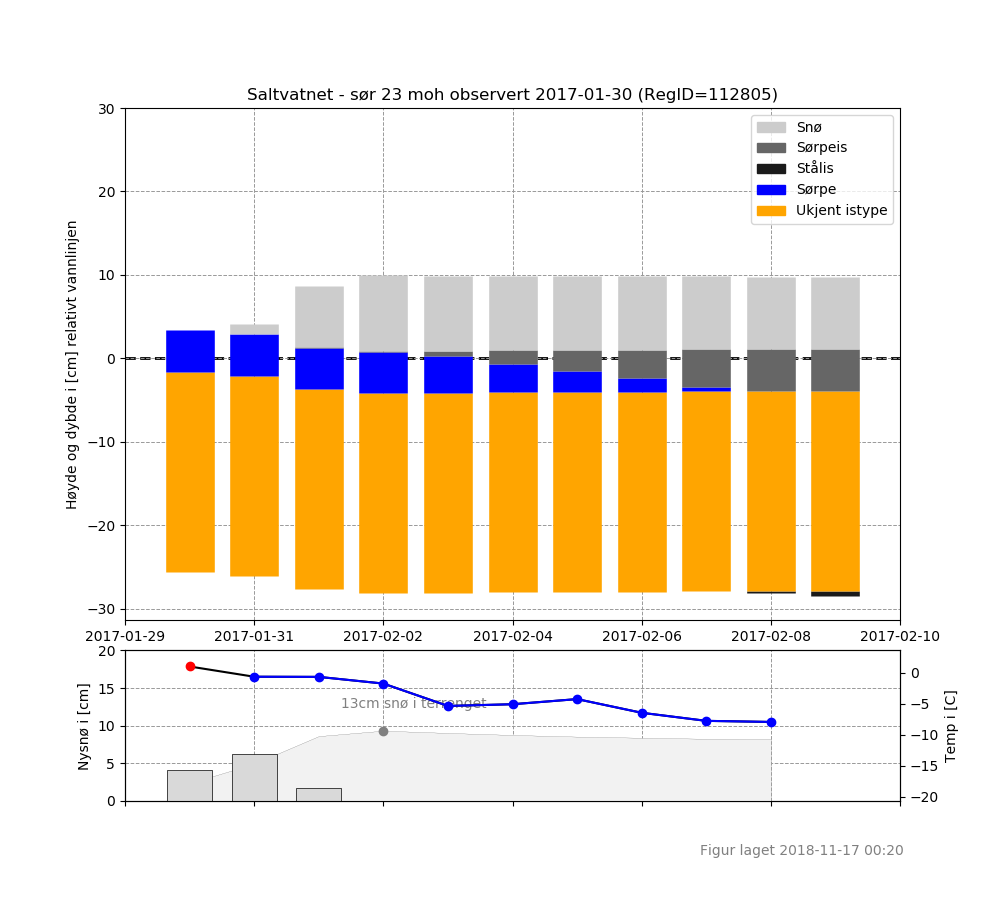 Saltvatnet - sør 23 moh observert 2017-01-30 (RegID=112805)
30
20
10
0
−10
−20
−30
Høyde og dybde i [cm] relativt vannlinjen
Snø
Sørpeis
Stålis
Sørpe
Ukjent istype
2017-01-29
2017-01-31
2017-02-02
2017-02-04
2017-02-06
2017-02-08
2017-02-10
20
15
10
5
0
Nysnø i [cm]
13cm snø i terrenget
0
−5
−10
−15
−20
Temp i [C]
Figur laget 2018-11-17 00:20